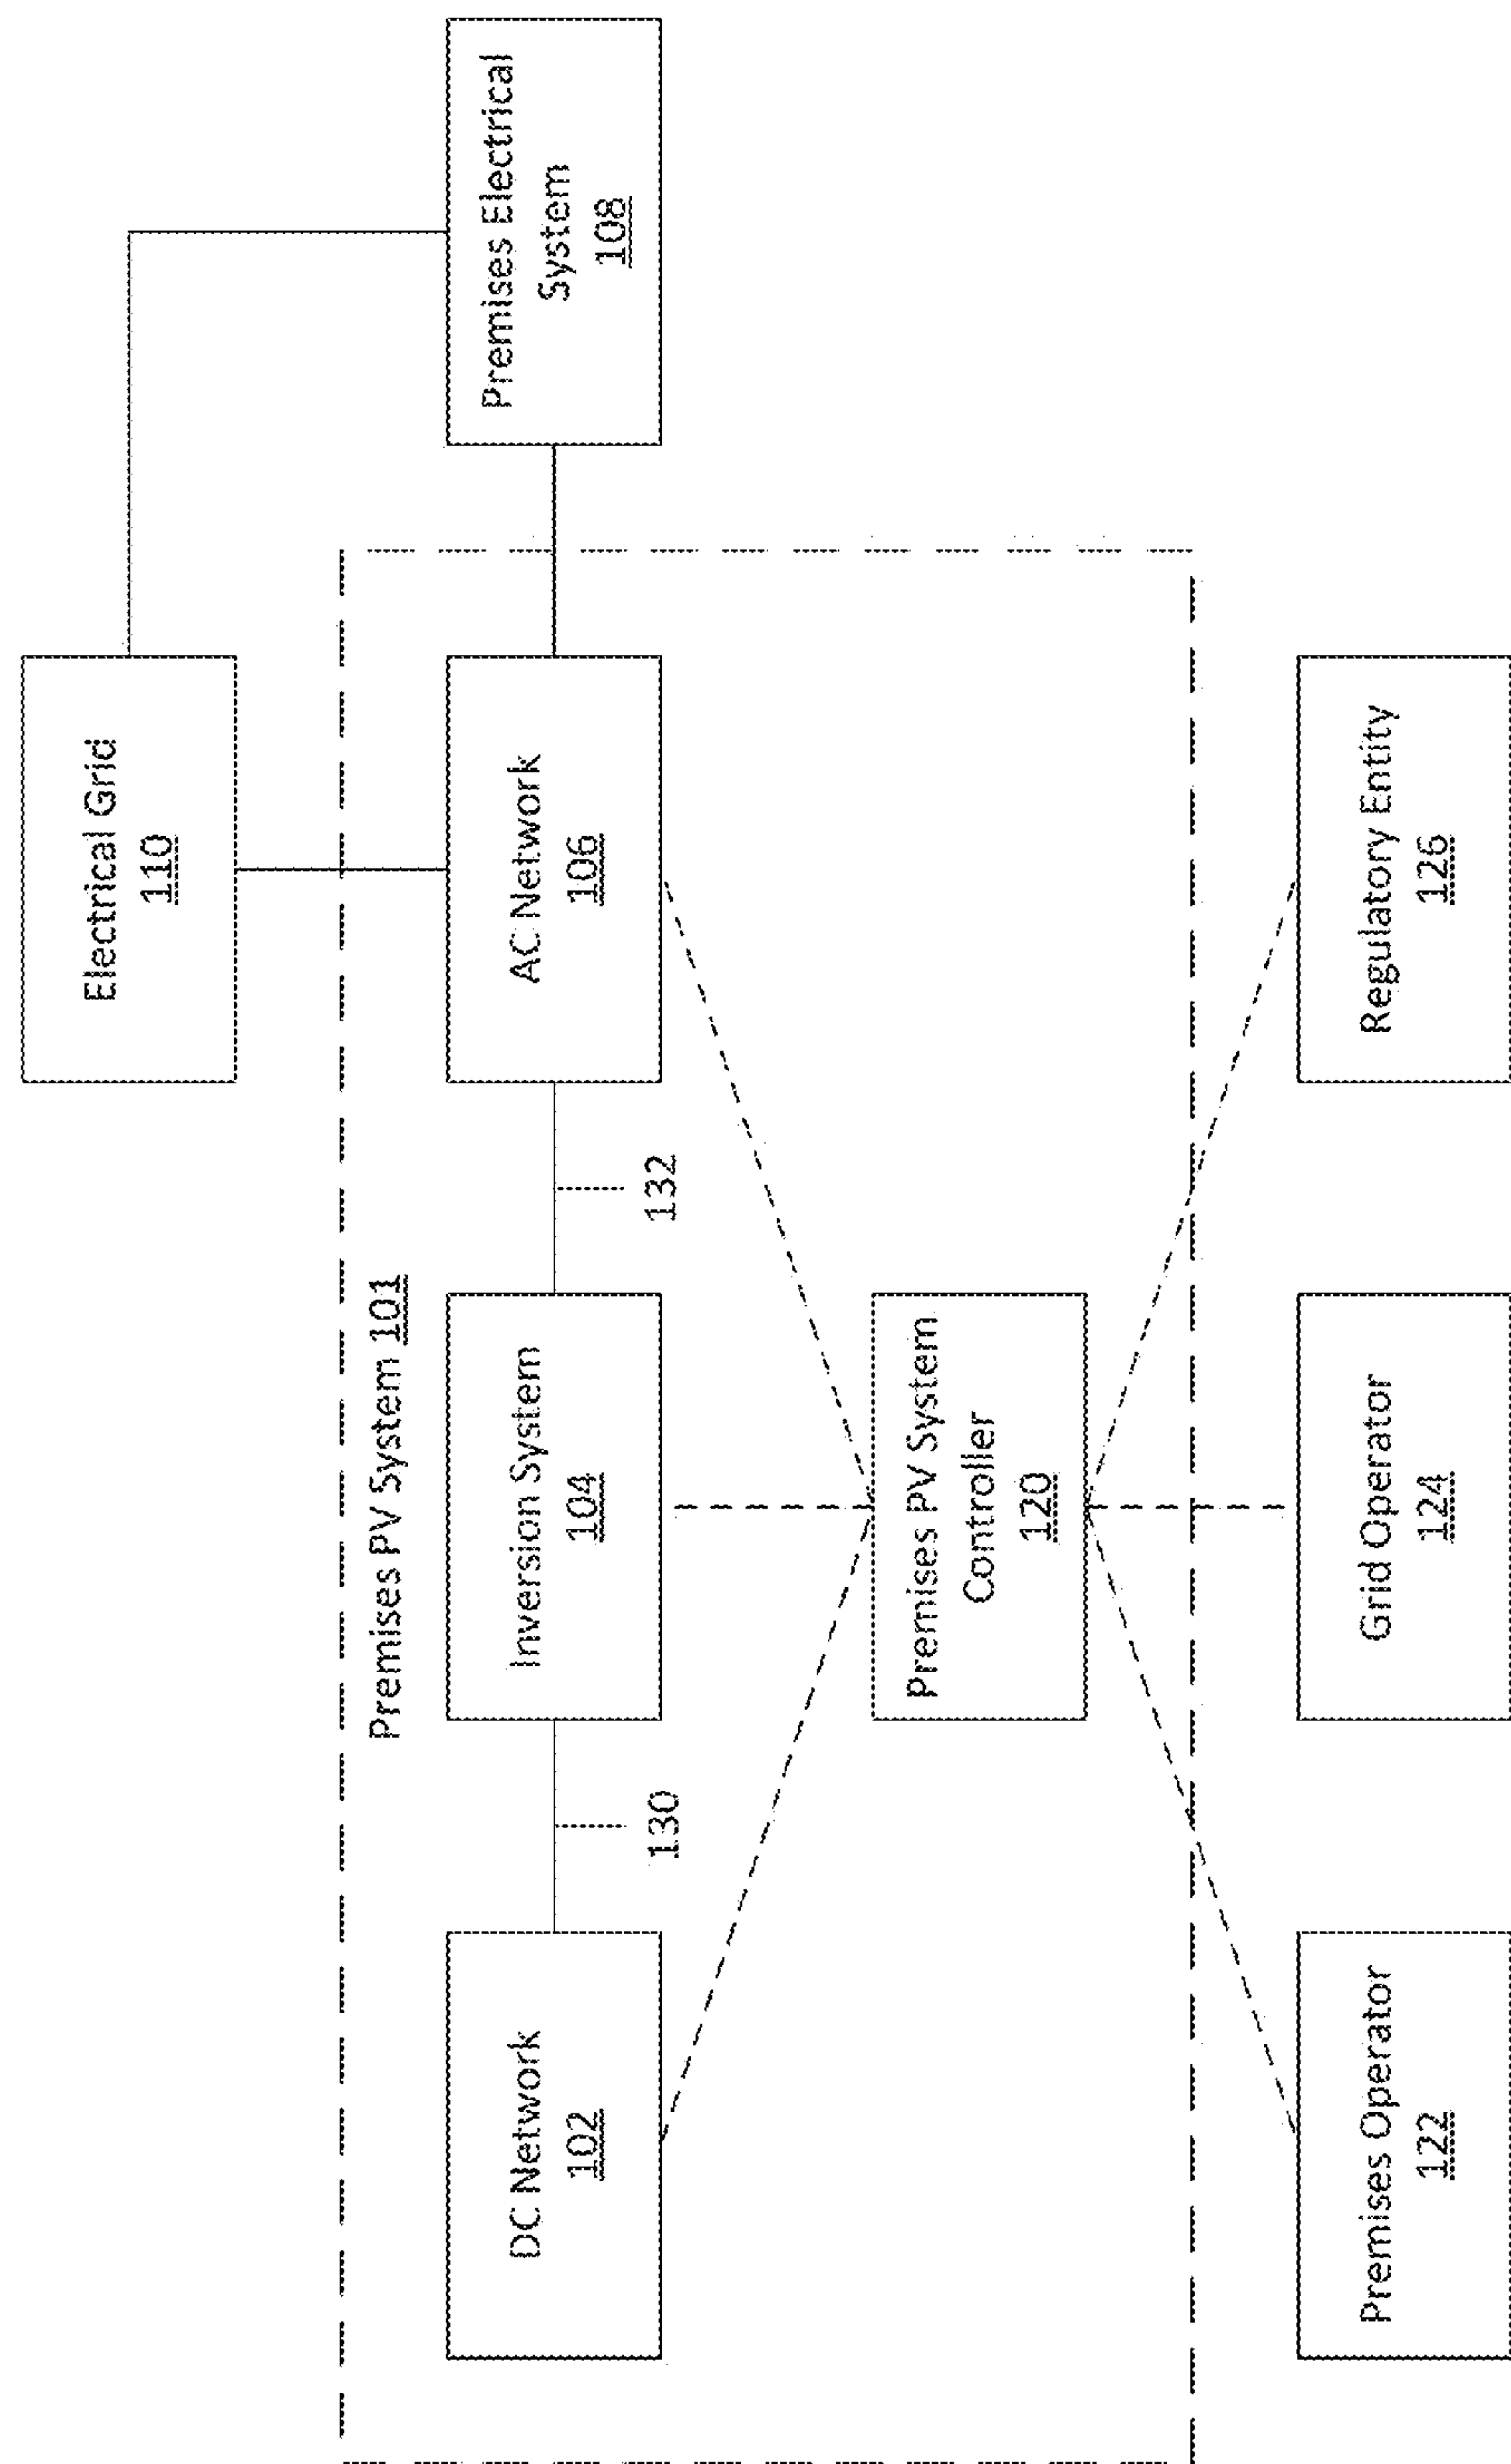 Electrical Grid
110
Premises PV System 101
DC Network
102
130
Inversion System
104
132
AC Network
106
Premises Electrical
System
108
Premises PV System
Controller
120
Premises Operator
122
Grid Operator
124
Regulatory Entity
126